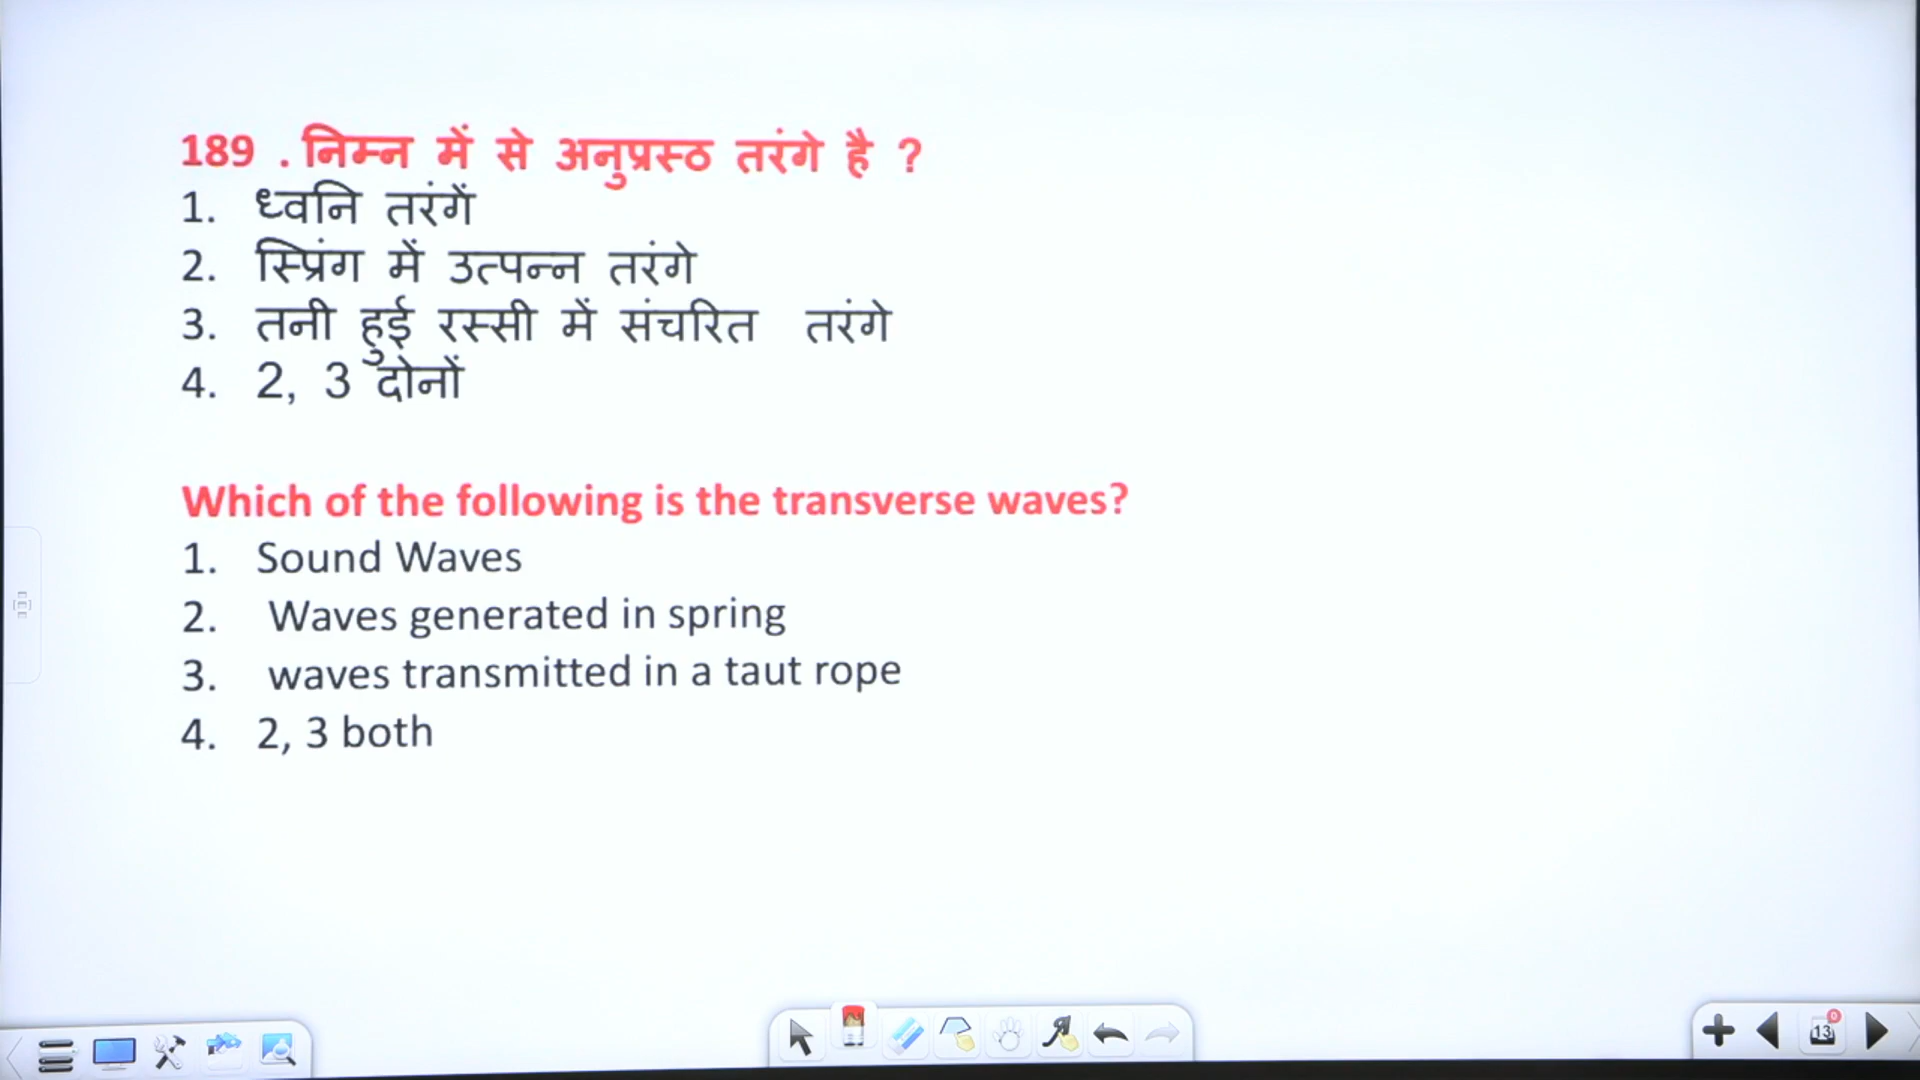 189 . निम्न में से अनुप्रस्ठ तरंगे है ?
1. ध्वनि तरंगें
2. स्प्रिंग में उत्पन्न तरंगे
3. तनी हुई रस्सी में संचरित तरंगे
4. 2, 3 दोनों
Which of the following is the transverse waves?
1. Sound Waves
2. Waves generated in spring
3. waves transmitted in a taut rope
4. 2, 3 both
13
0